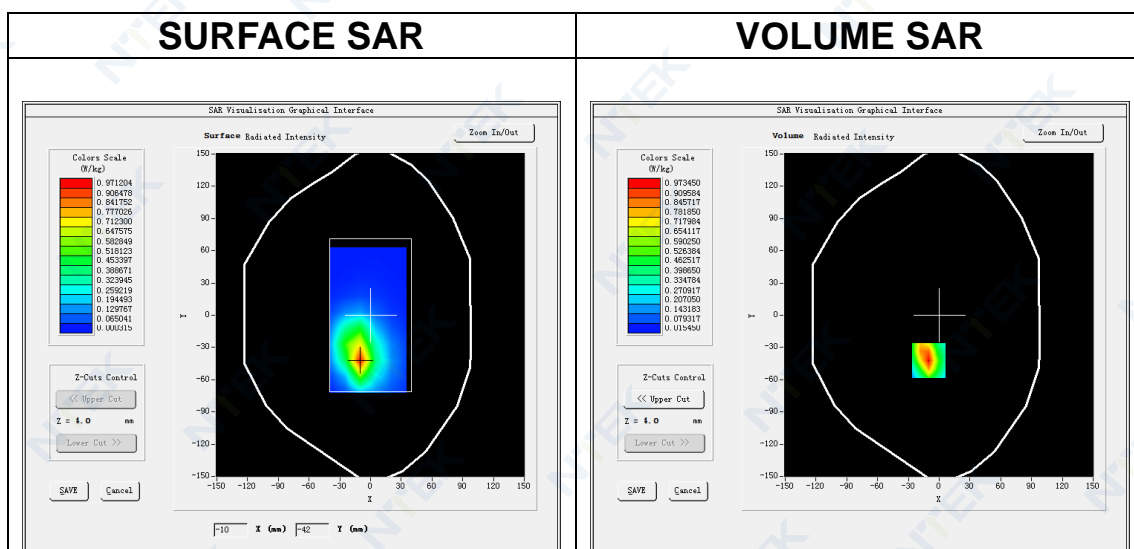 SURFACE SAR
VOLUME SAR
SAR Visualisation Graphical Interface
Surface Radiated Intensity
Zoom In/Out
Colors Scale
(W/kg)
0.971204
0.906478
0.841752
0.777026
0.712300
0.647575
0.582849
0.518123
0.453397
0.388671
0.323945
0.259219
0.194493
0.129767
0.065041
0.000315
150
120
90
60
30
0
-30
-60
-90
-120
-150
Y
-150 -120 -90 -60 -30 0 30 60 90 120 150
X
Z-Cuts Control
<< Upper Cut
Z = 4.0 mm
Lower Cut >>
SAVE
Cancel
-10 X (mm) -42 Y (mm)
SAR Visualisation Graphical Interface
Volume Radiated Intensity
Zoom In/Out
Colors Scale
(W/kg)
0.973450
0.909584
0.845717
0.781850
0.717984
0.654117
0.590250
0.526384
0.462517
0.398650
0.334784
0.270917
0.207050
0.143183
0.079317
0.015450
150
120
90
60
30
0
-30
-60
-90
-120
-150
Y
-150 -120 -90 -60 -30 0 30 60 90 120 150
X
Z-Cuts Control
<< Upper Cut
Z = 4.0 mm
Lower Cut >>
SAVE
Cancel
NTEK